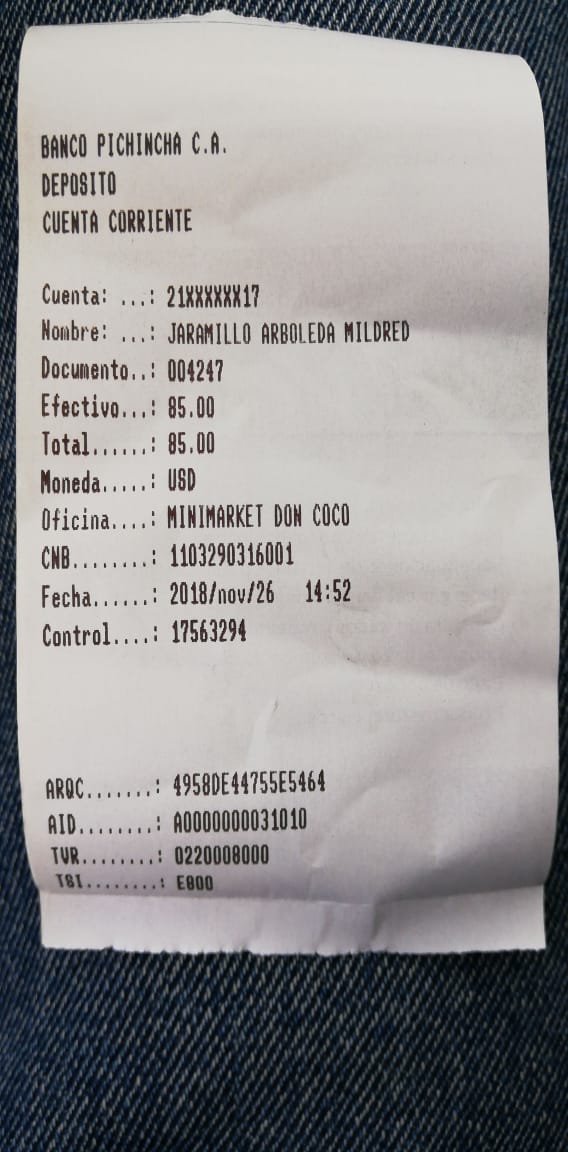 BANCO PICHINCHA C.A.
DEPOSITO
CUENTA CORRIENTE
Cuenta: ...: 21XXXXXX17
Nombre: ...: JARAMILLO ARBOLEDA MILDRED
Documento..: 004247
Efectivo...: 85.00
Total......: 85.00
Moneda.....: USD
Oficina....: MINIMARKET DON COCO
CNB........: 1103290316001
Fecha......: 2018/nov/26 14:52
Control....: 17563294
ARQC.......: 4958DE44755E5464
AID........: A0000000031010
TVR........: 0220008000
TSI........: E800